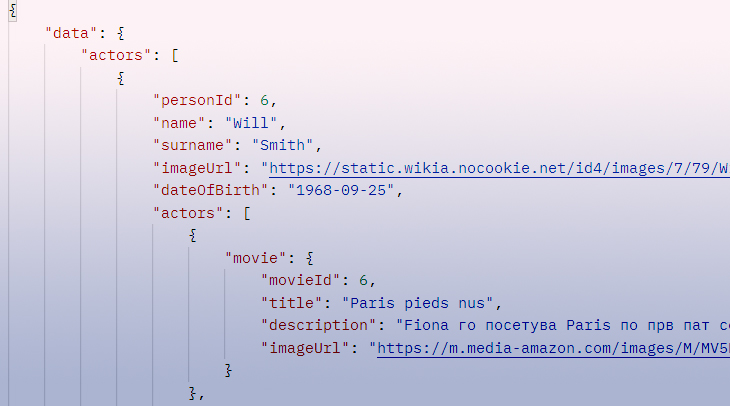 {
"data": {
"actors": [
{
"personId": 6,
"name": "Will",
"surname": "Smith",
"imageUrl": "https://static.wikia.nocookie.net/id4/images/7/79/W
"dateOfBirth": "1968-09-25",
"actors": [
{
"movie": {
"movieId": 6,
"title": "Paris pieds nus",
"description": "Fiona го посетува Paris по прв пат
"imageUrl": "https://m.media-amazon.com/images/M/MV5
}
},